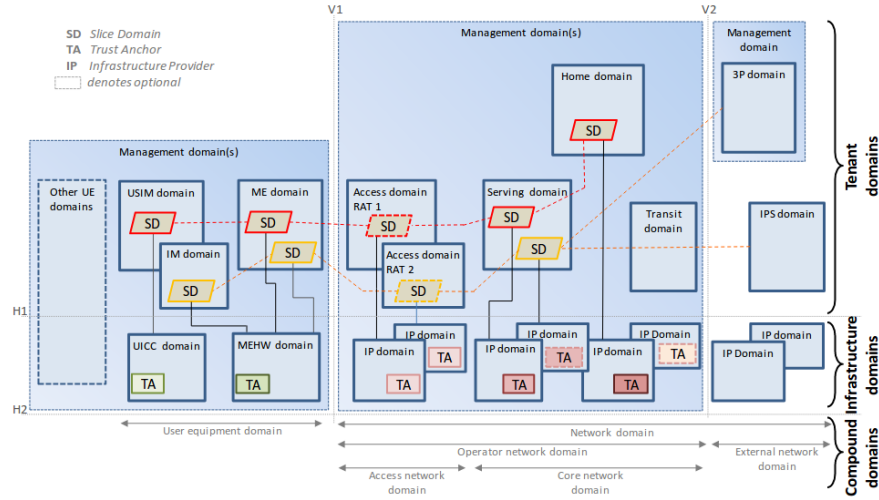 V1
V2
SD Slice Domain
TA Trust Anchor
IP Infrastructure Provider
denotes optional
Management domain(s)
Management
domain
Home domain
3P domain
Management domain(s)
Other UE
domains
USIM domain
ME domain
Access domain
RAT 1
Serving domain
Transit
domain
IPS domain
SD
SD
SD
SD
SD
IM domain
SD
Access domain
RAT 2
SD
SD
SD
H1
UICC domain
MEHW domain
IP domain
IP domain
IP domain
IP domain
IP domain
IP Domain
IP Domain
IP domain
TA
TA
TA
TA
TA
TA
TA
TA
H2
User equipment domain
Network domain
Operator network domain
External network
domain
Access network
domain
Core network
domain
Tenant
domains
Infrastructure
domains
Compound
domains